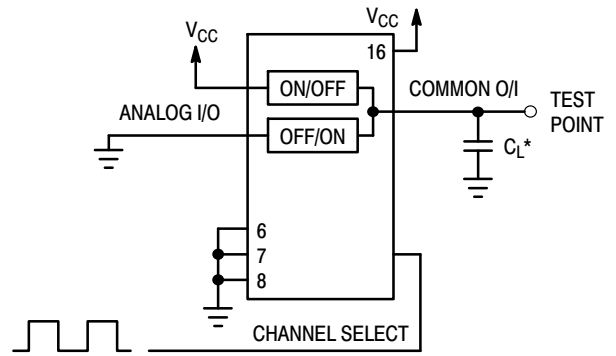 VCC
VCC
16
ON/OFF
COMMON O/I
ANALOG I/O
OFF/ON
TEST
POINT
CL*
6
7
8
CHANNEL SELECT